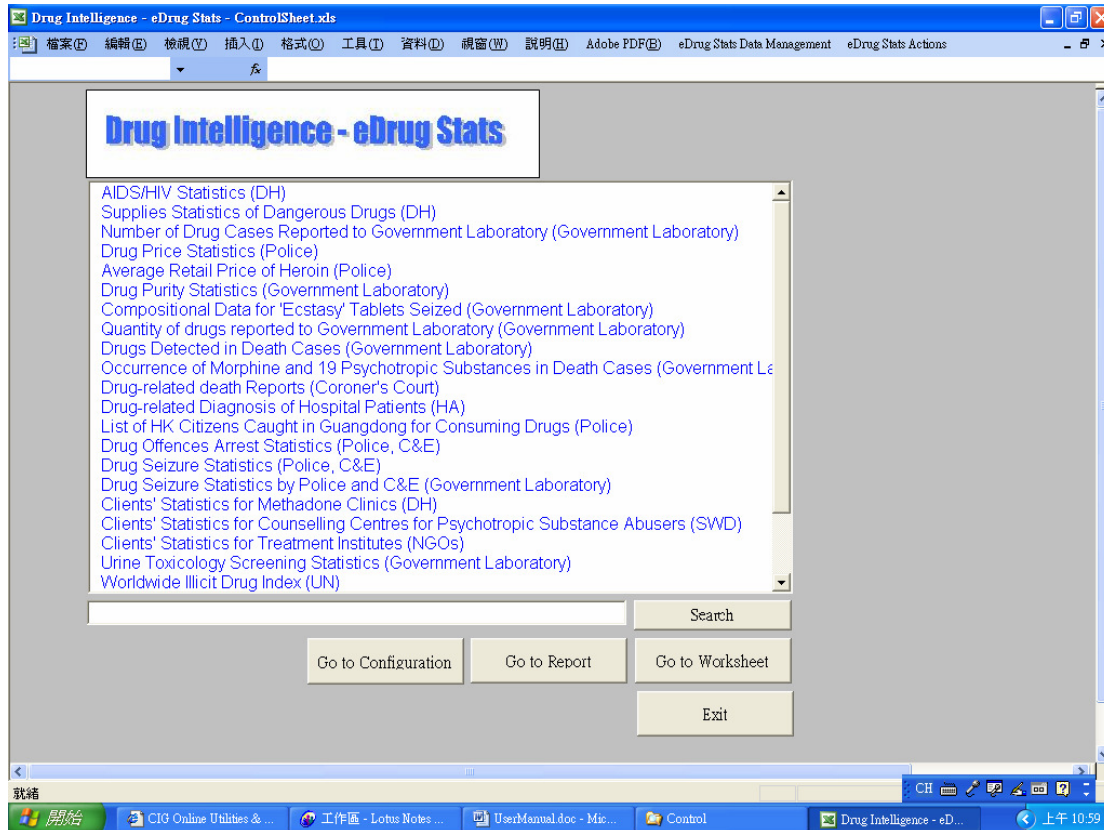 Drug Intelligence - eDrug Stats - ControlSheet.xls
檔案(F) 編輯(E) 檢視(V) 插入(I) 格式(O) 工具(T) 資料(D) 視窗(W) 說明(H) Adobe PDF(B) eDrug Stats Data Management eDrug Stats Actions
fx
Drug Intelligence - eDrug Stats
AIDS/HIV Statistics (DH)
Supplies Statistics of Dangerous Drugs (DH)
Number of Drug Cases Reported to Government Laboratory (Government Laboratory)
Drug Price Statistics (Police)
Average Retail Price of Heroin (Police)
Drug Purity Statistics (Government Laboratory)
Compositional Data for 'Ecstasy' Tablets Seized (Government Laboratory)
Quantity of drugs reported to Government Laboratory (Government Laboratory)
Drugs Detected in Death Cases (Government Laboratory)
Occurrence of Morphine and 19 Psychotropic Substances in Death Cases (Government La
Drug-related death Reports (Coroner's Court)
Drug-related Diagnosis of Hospital Patients (HA)
List of HK Citizens Caught in Guangdong for Consuming Drugs (Police)
Drug Offences Arrest Statistics (Police, C&E)
Drug Seizure Statistics (Police, C&E)
Drug Seizure Statistics by Police and C&E (Government Laboratory)
Clients' Statistics for Methadone Clinics (DH)
Clients' Statistics for Counselling Centres for Psychotropic Substance Abusers (SWD)
Clients' Statistics for Treatment Institutes (NGOs)
Urine Toxicology Screening Statistics (Government Laboratory)
Worldwide Illicit Drug Index (UN)
Search
Go to Configuration Go to Report Go to Worksheet
Exit
就緒
CH
開始 CIG Online Utilities & ... 工作區 - Lotus Notes ... UserManual.doc - Mic... Control Drug Intelligence - eD... 上午 10:59